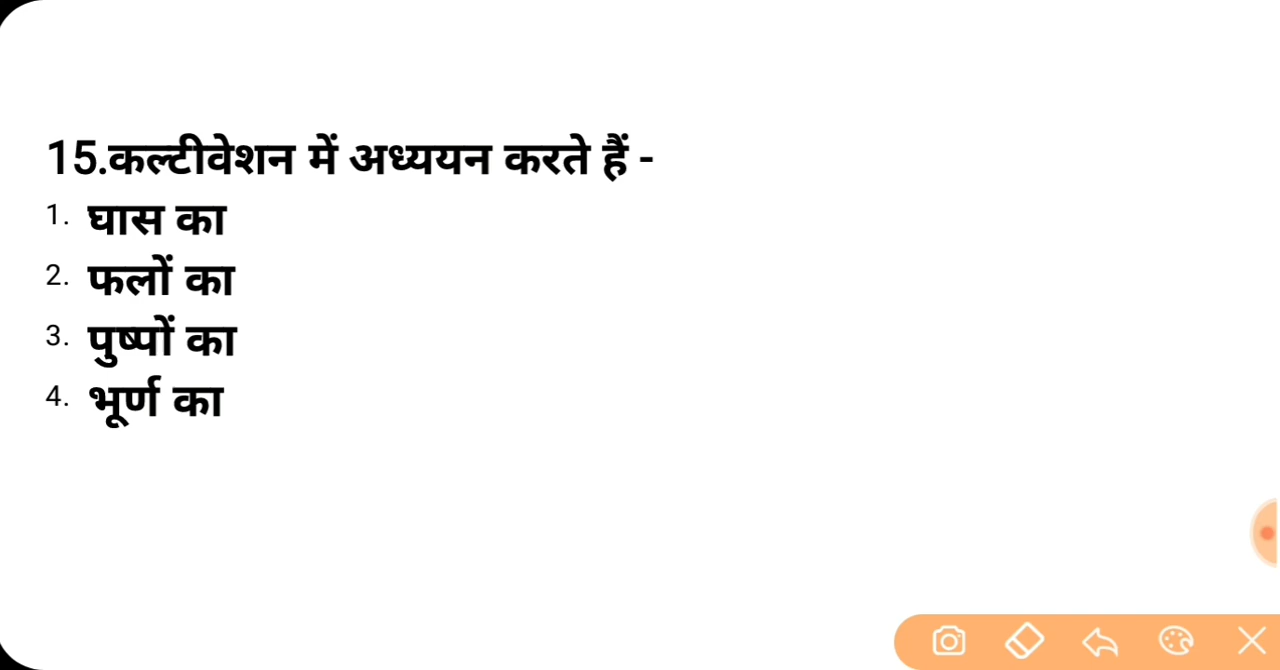 15.कल्टीवेशन में अध्ययन करते हैं -
1. घास का
2. फलों का
3. पुष्पों का
4. भूर्ण का